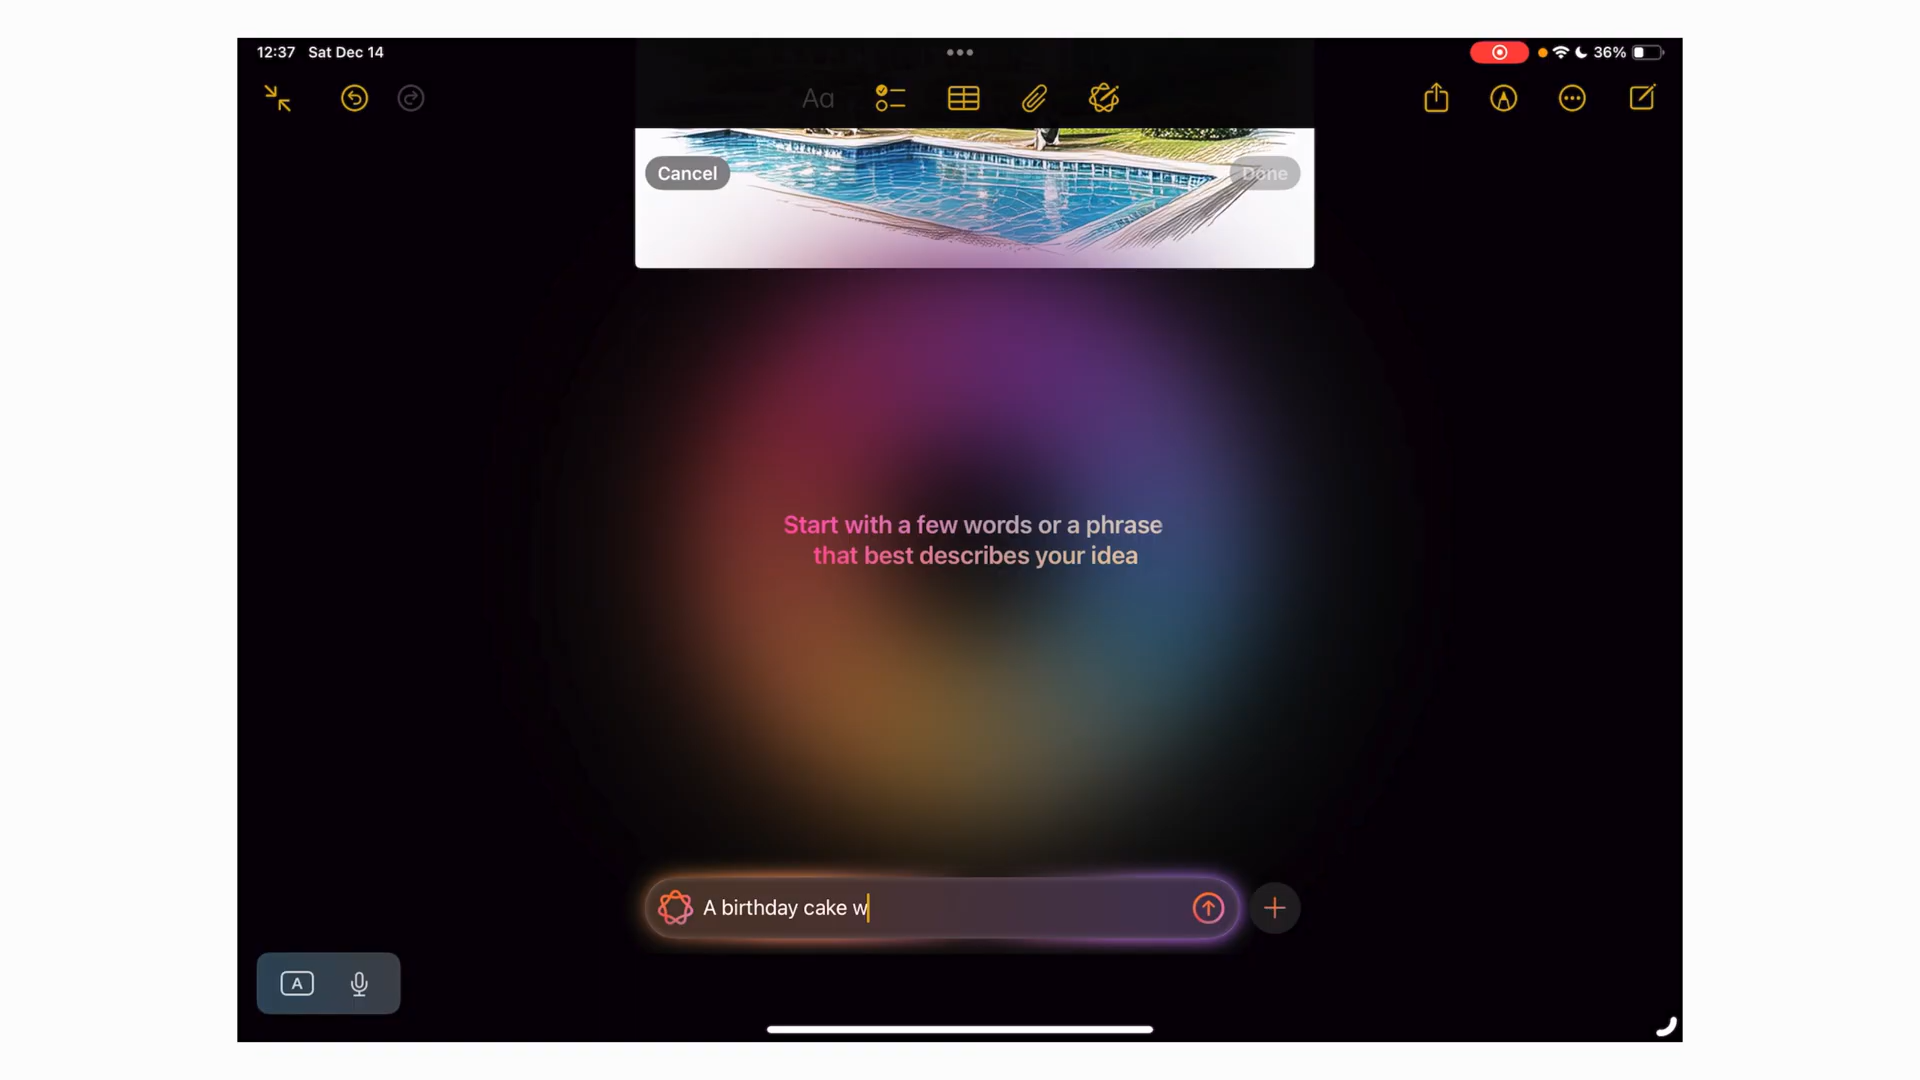 12:37 Sat Dec 14
36%
Aa
Cancel
Done
Start with a few words or a phrase
that best describes your idea
A birthday cake w
A